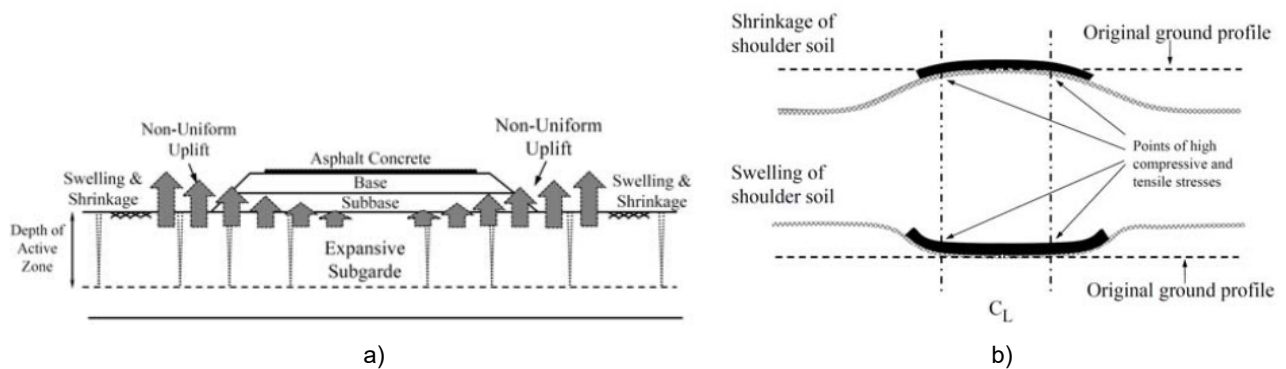 Non-Uniform
Uplift
Non-Uniform
Uplift
Asphalt Concrete
Base
Subbase
Swelling &
Shrinkage
Swelling &
Shrinkage
Depth of
Active
Zone
Expansive
Subgarde
a)
Shrinkage of
shoulder soil
Original ground profile
Points of high
compressive and
tensile stresses
Swelling of
shoulder soil
Original ground profile
CL
b)